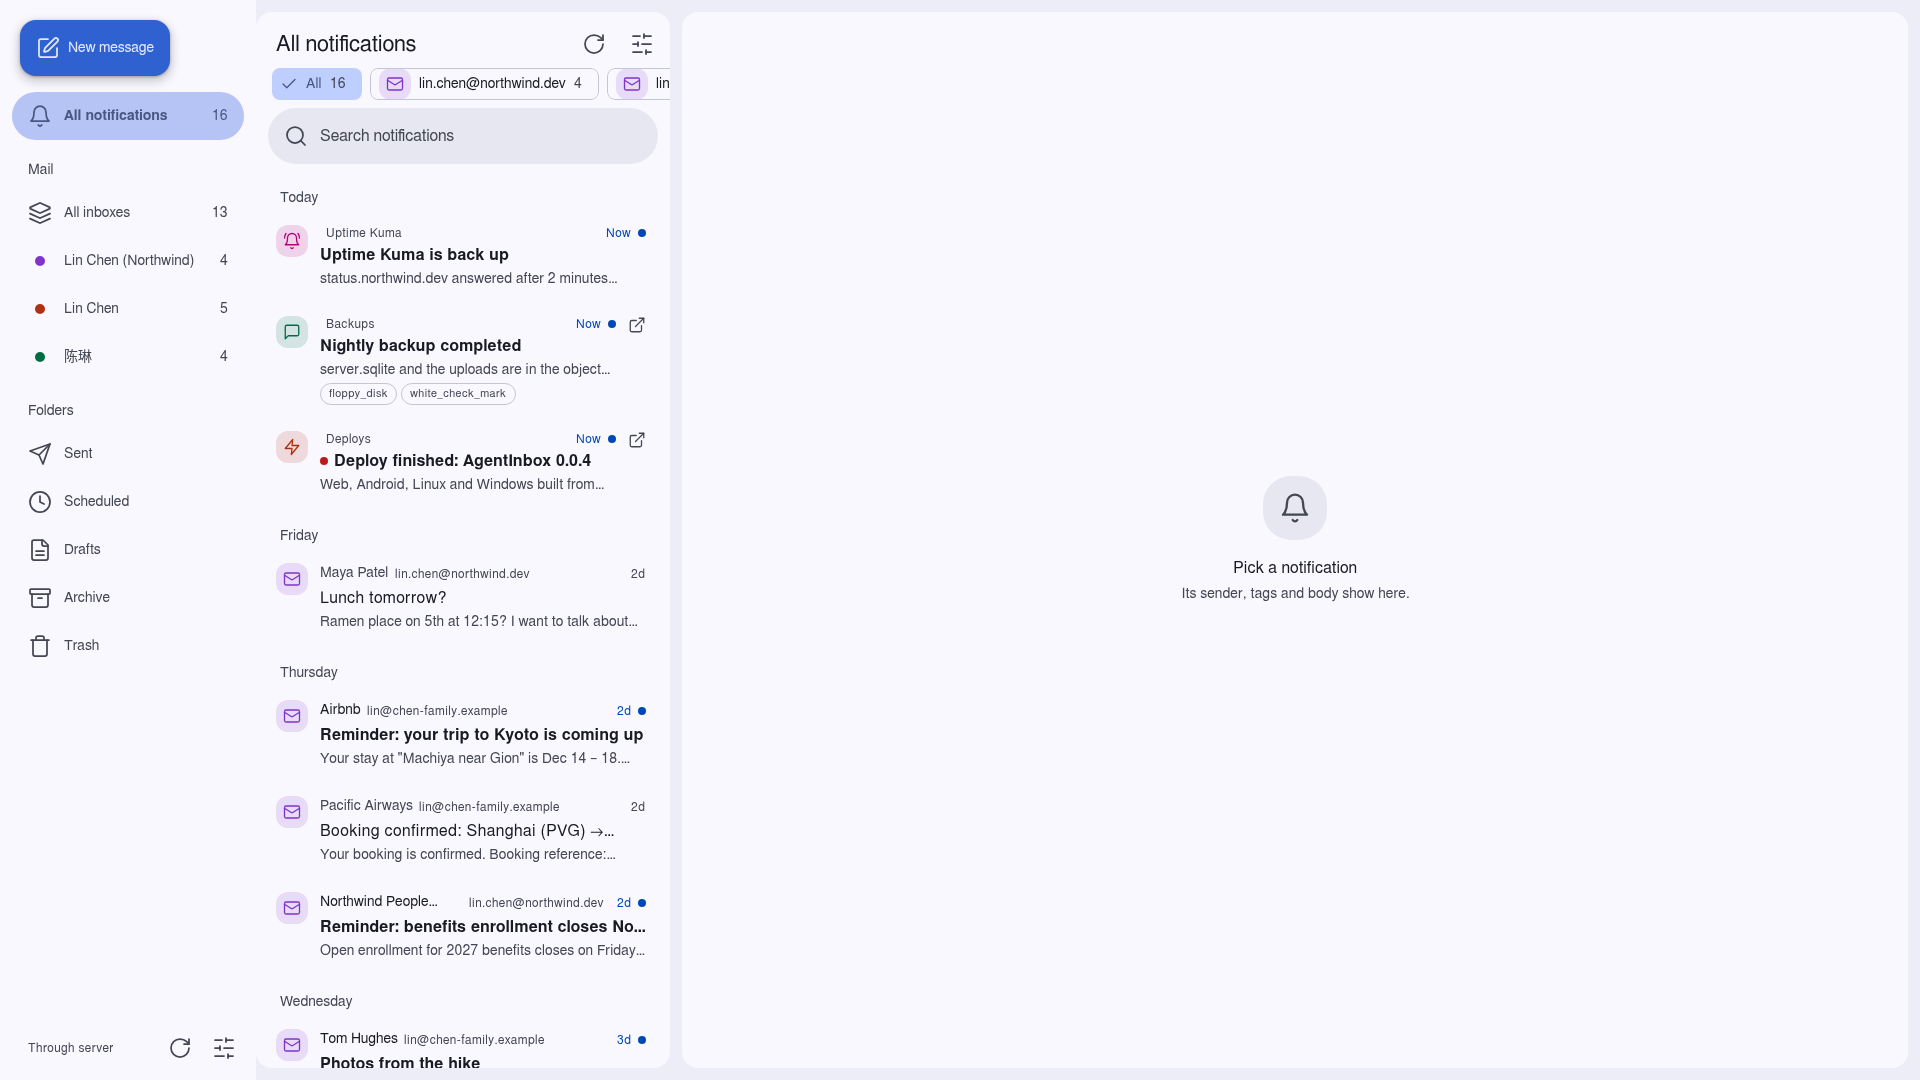 New message
All notifications 16
Mail
All inboxes 13
Lin Chen (Northwind) 4
Lin Chen 5
陈琳 4
Folders
Sent
Scheduled
Drafts
Archive
Trash
Through server
All notifications
All 16
lin.chen@northwind.dev 4
lin
Search notifications
Today
Uptime Kuma Now
Uptime Kuma is back up
status.northwind.dev answered after 2 minutes...
Backups Now
Nightly backup completed
server.sqlite and the uploads are in the object...
floppy_disk white_check_mark
Deploys Now
Deploy finished: AgentInbox 0.0.4
Web, Android, Linux and Windows built from...
Friday
Maya Patel lin.chen@northwind.dev 2d
Lunch tomorrow?
Ramen place on 5th at 12:15? I want to talk about...
Thursday
Airbnb lin@chen-family.example 2d
Reminder: your trip to Kyoto is coming up
Your stay at "Machiya near Gion" is Dec 14 – 18....
Pacific Airways lin@chen-family.example 2d
Booking confirmed: Shanghai (PVG) →...
Your booking is confirmed. Booking reference:...
Northwind People... lin.chen@northwind.dev 2d
Reminder: benefits enrollment closes No...
Open enrollment for 2027 benefits closes on Friday...
Wednesday
Tom Hughes lin@chen-family.example 3d
Photos from the hike
Pick a notification
Its sender, tags and body show here.